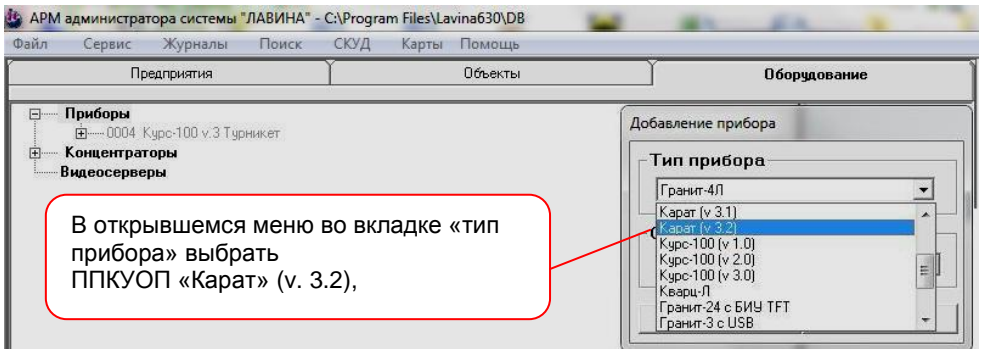 АРМ администратора системы "ЛАВИНА" - C:\Program Files\Lavina630\DB
Файл Сервис Журналы Поиск СКУД Карты Помощь
Предприятия Объекты Оборудование
Приборы
0004 Курс-100 v.3 Турникет
Концентраторы
Видеосерверы
В открывшемся меню во вкладке «тип
прибора» выбрать
ППКУОП «Карат» (v. 3.2),
Добавление прибора
Тип прибора
Гранит-4Л
Карат (v 3.1)
Карат (v 3.2)
Курс-100 (v 1.0)
Курс-100 (v 2.0)
Курс-100 (v 3.0)
Кварц-Л
Гранит-24 с БИУ TFT
Гранит-3 с USB